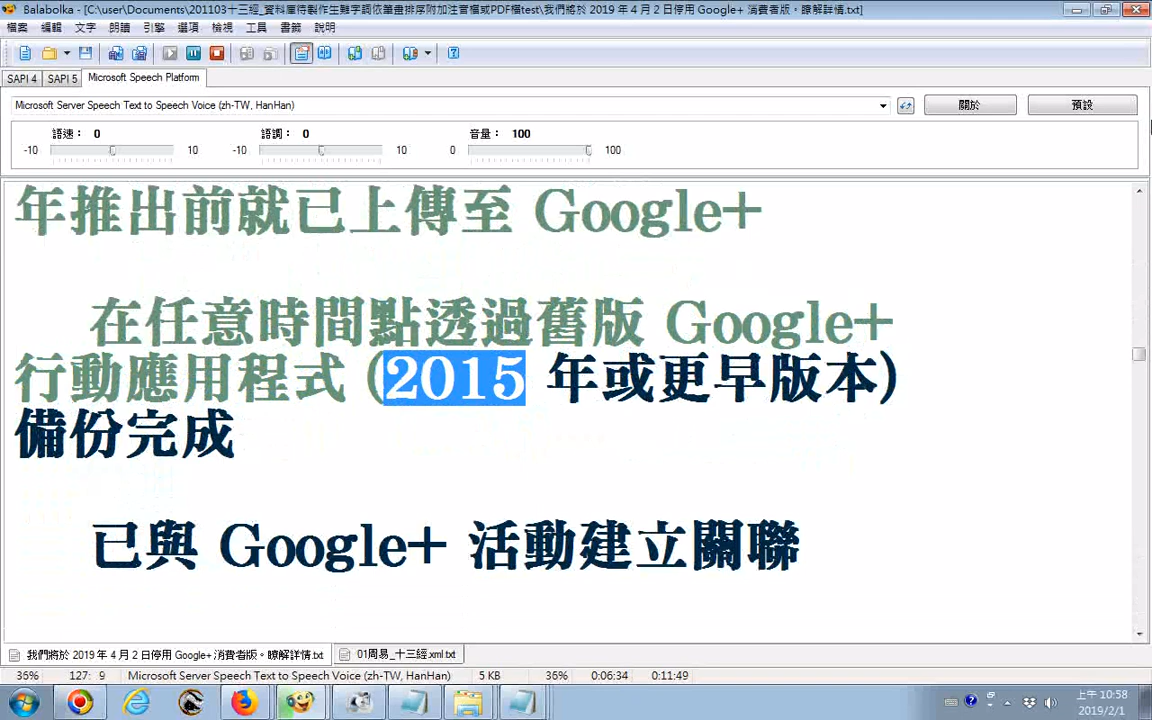 Balabolka - [C:\user\Documents\201103十三經_資料庫待製作生難字詞依筆畫排序附加注音檔或PDF檔test\我們將於 2019 年 4 月 2 日停用 Google+ 消費者版。瞭解詳情.txt]
檔案 編輯 文字 朗讀 引擎 選項 檢視 工具 書籤 說明
SAPI 4 SAPI 5 Microsoft Speech Platform
Microsoft Server Speech Text to Speech Voice (zh-TW, HanHan) 關於 預設
語速： 0 語調： 0 音量： 100
-10 10 -10 10 0 100
年推出前就已上傳至 Google+
在任意時間點透過舊版 Google+
行動應用程式 (2015 年或更早版本)
備份完成
已與 Google+ 活動建立關聯
我們將於 2019 年 4 月 2 日停用 Google+ 消費者版。瞭解詳情.txt 01周易_十三經.xml.txt
36% 127: 9 Microsoft Server Speech Text to Speech Voice (zh-TW, HanHan) 5 KB 36% 0:06:34 0:11:49
上午 10:58
2019/2/1